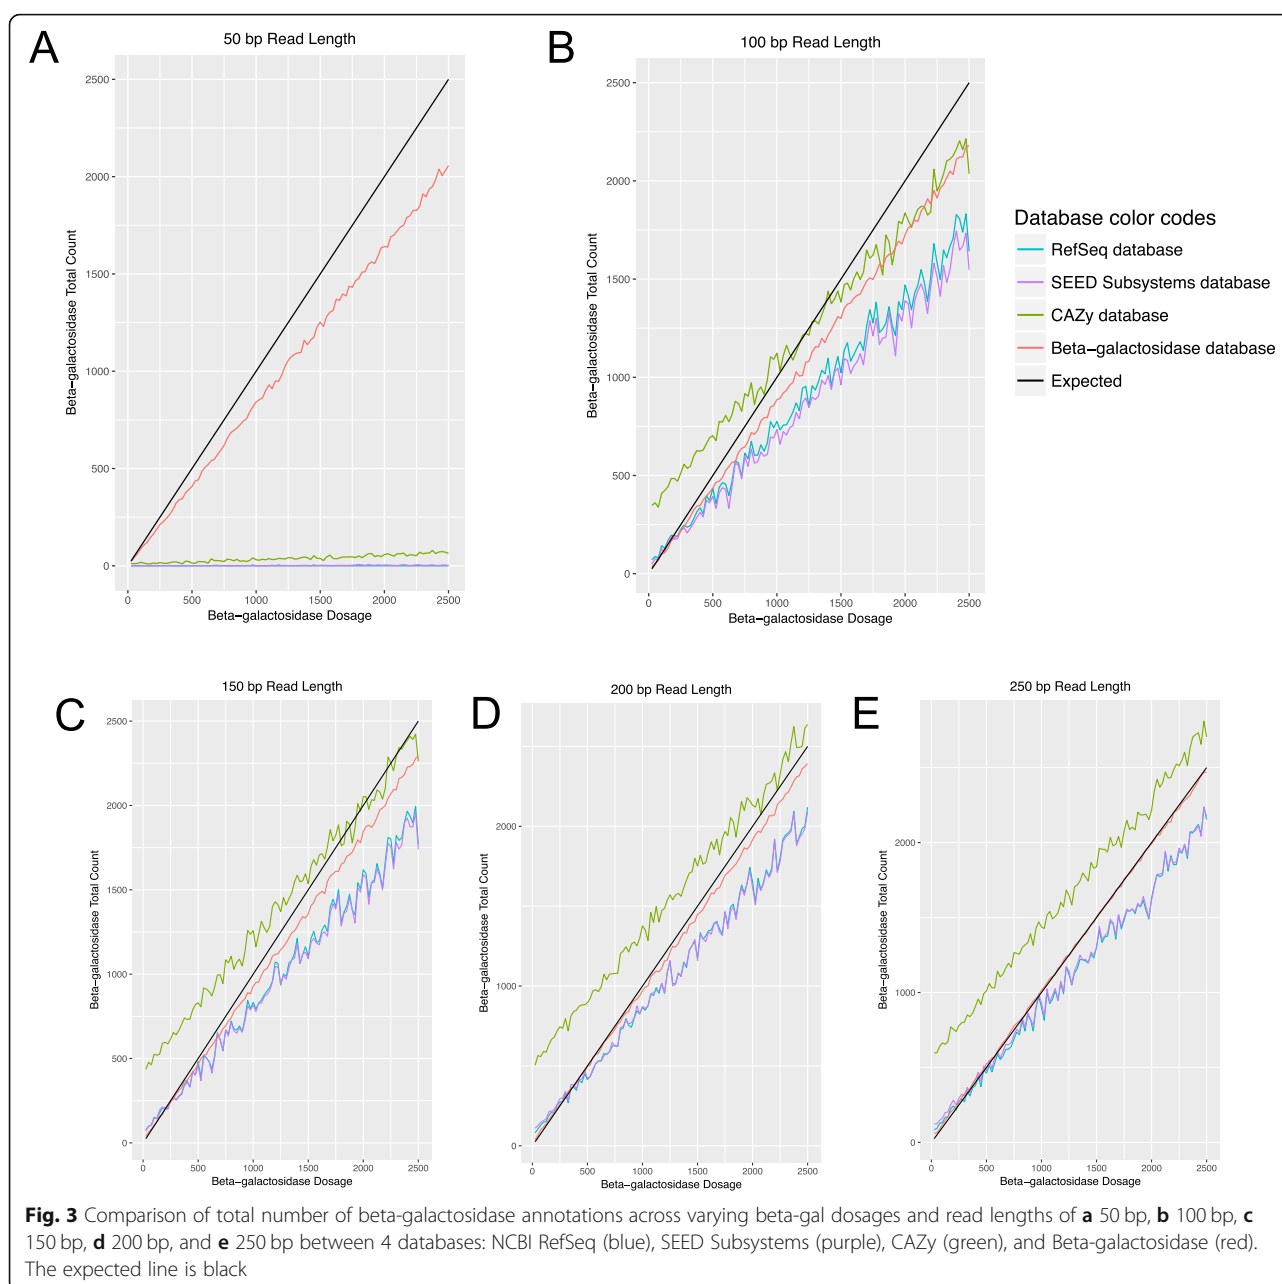 A
50 bp Read Length
2500
2000
1500
1000
500
0
Beta−galactosidase Total Count
0 500 1000 1500 2000 2500
Beta−galactosidase Dosage
B
100 bp Read Length
2500
2000
1500
1000
500
0
Beta−galactosidase Total Count
0 500 1000 1500 2000 2500
Beta−galactosidase Dosage
Database color codes
RefSeq database
SEED Subsystems database
CAZy database
Beta−galactosidase database
Expected
C
150 bp Read Length
2500
2000
1500
1000
500
0
Beta−galactosidase Total Count
0 500 1000 1500 2000 2500
Beta−galactosidase Dosage
D
200 bp Read Length
2000
1000
0
Beta−galactosidase Total Count
0 500 1000 1500 2000 2500
Beta−galactosidase Dosage
E
250 bp Read Length
2000
1000
0
Beta−galactosidase Total Count
0 500 1000 1500 2000 2500
Beta−galactosidase Dosage
Fig. 3 Comparison of total number of beta-galactosidase annotations across varying beta-gal dosages and read lengths of a 50 bp, b 100 bp, c
150 bp, d 200 bp, and e 250 bp between 4 databases: NCBI RefSeq (blue), SEED Subsystems (purple), CAZy (green), and Beta-galactosidase (red).
The expected line is black